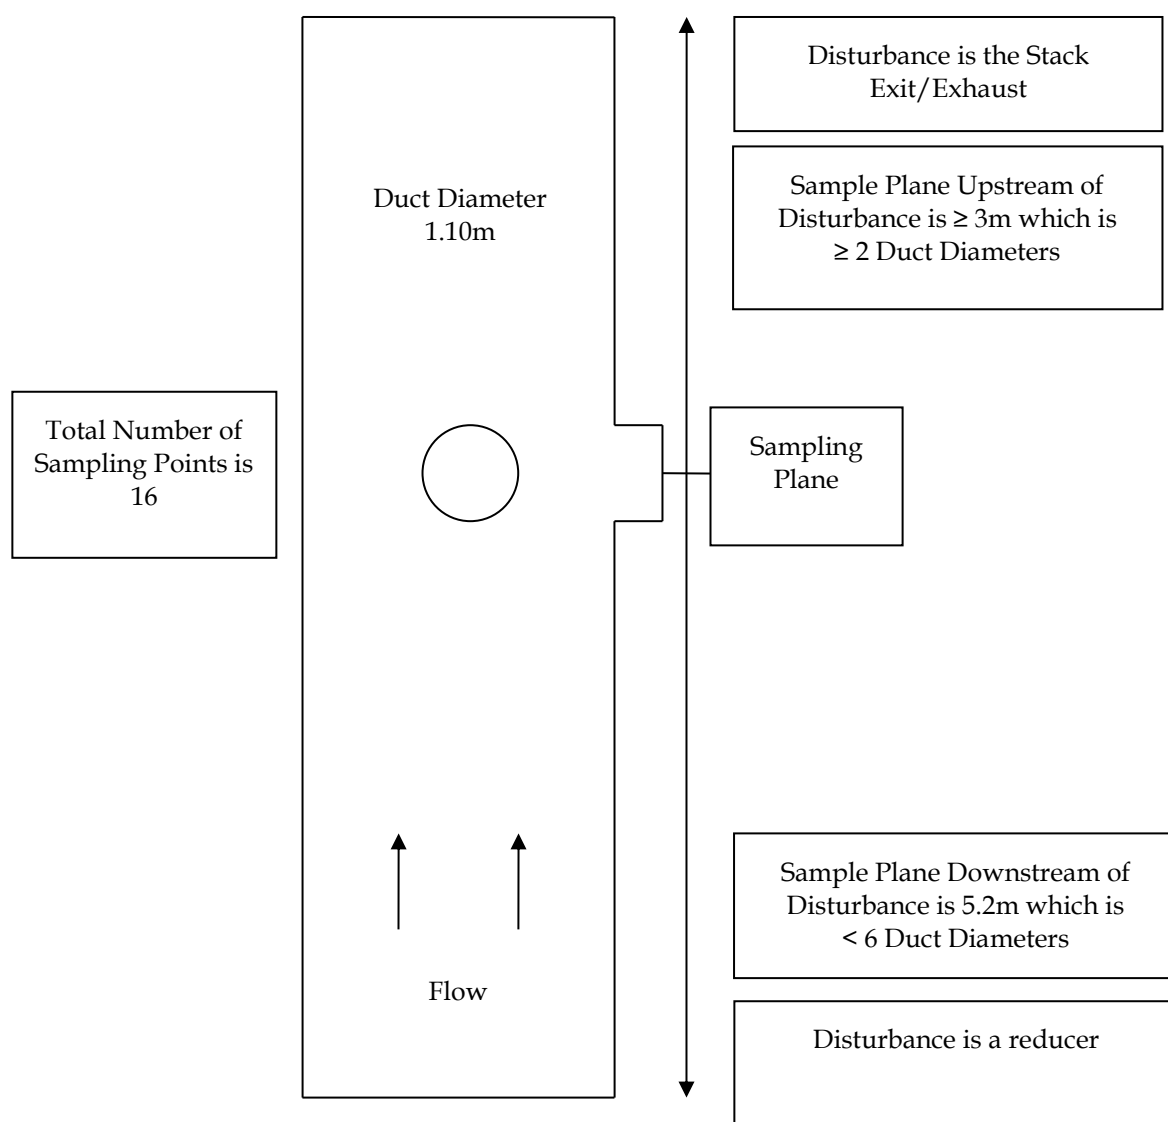 Disturbance is the Stack
Exit/Exhaust
Sample Plane Upstream of
Disturbance is ≥ 3m which is
≥ 2 Duct Diameters
Duct Diameter
1.10m
Total Number of
Sampling Points is
16
Sampling
Plane
Sample Plane Downstream of
Disturbance is 5.2m which is
< 6 Duct Diameters
Flow
Disturbance is a reducer